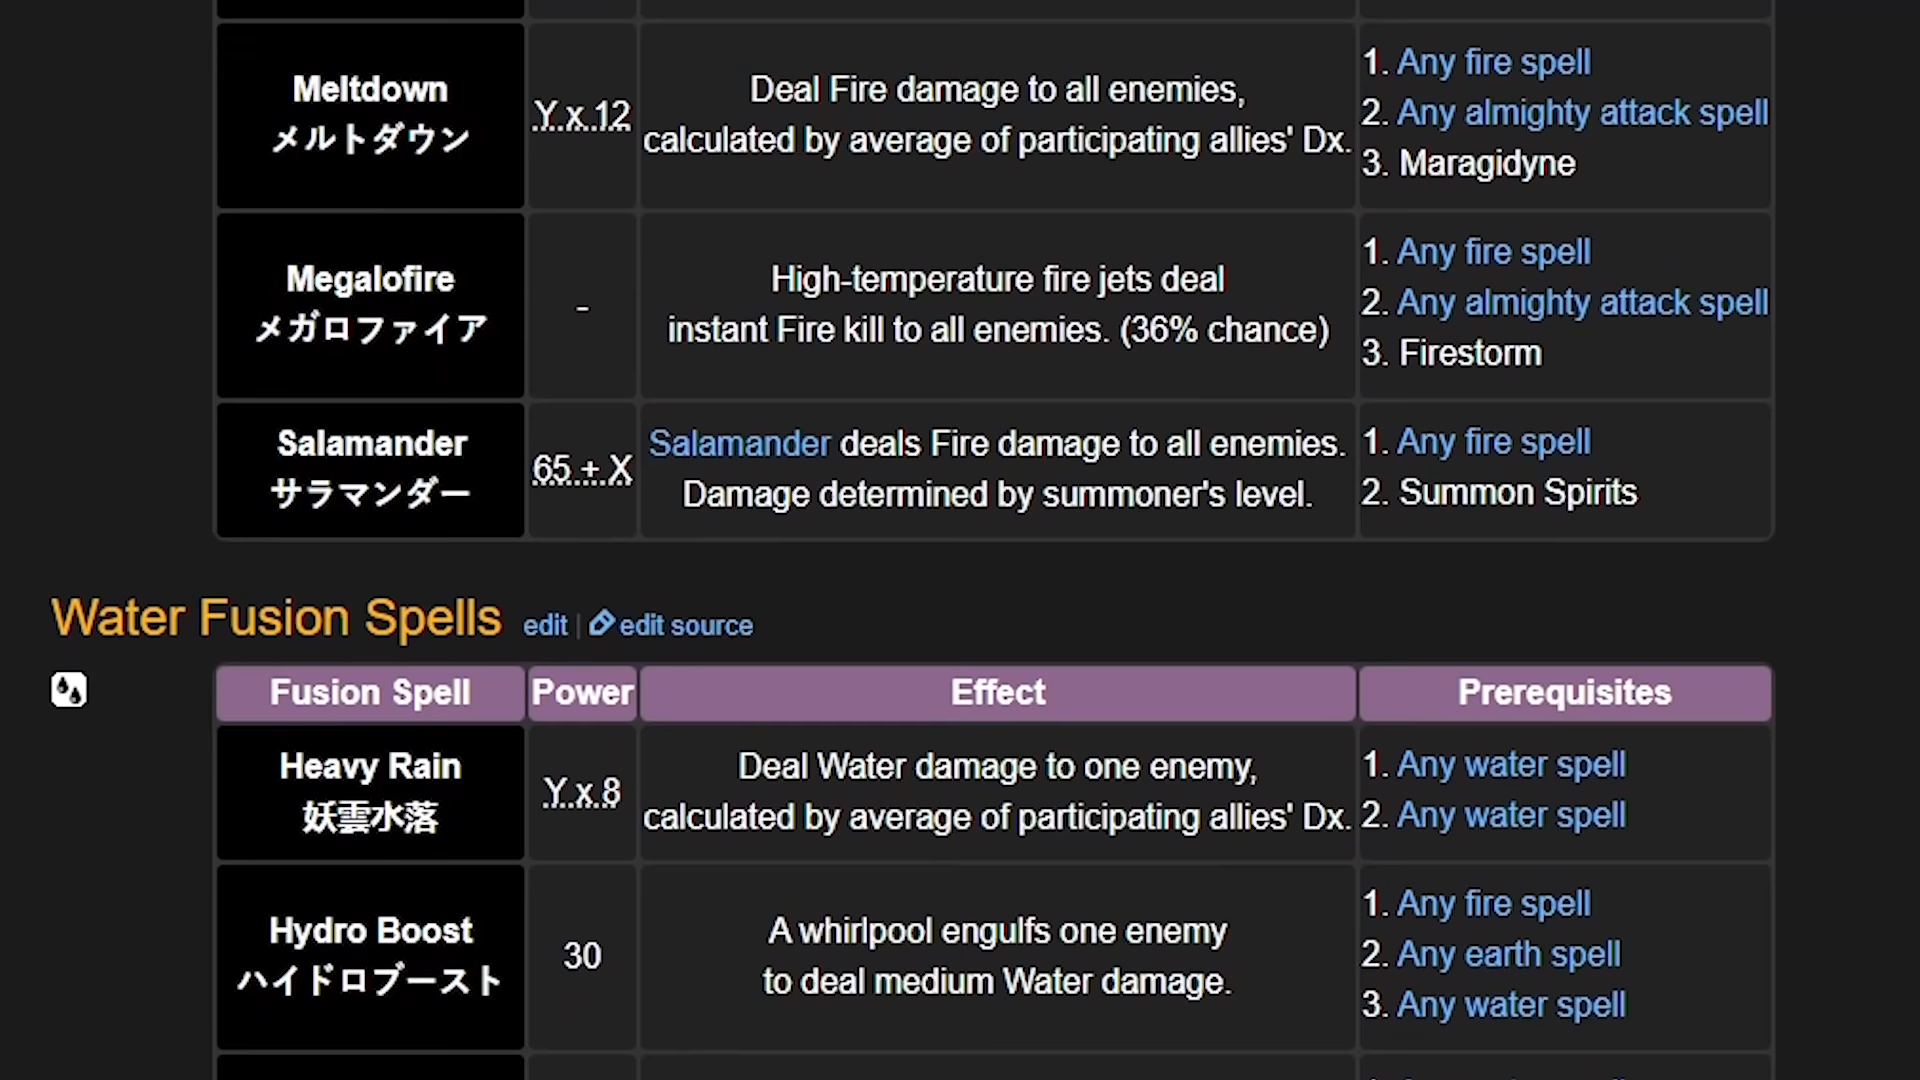 Meltdown
メルトダウン
Y x 12
Deal Fire damage to all enemies,
calculated by average of participating allies' Dx.
1. Any fire spell
2. Any almighty attack spell
3. Maragidyne
Megalofire
メガロファイア
-
High-temperature fire jets deal
instant Fire kill to all enemies. (36% chance)
1. Any fire spell
2. Any almighty attack spell
3. Firestorm
Salamander
サラマンダー
65 + X
Salamander deals Fire damage to all enemies.
Damage determined by summoner's level.
1. Any fire spell
2. Summon Spirits
Water Fusion Spells edit | edit source
Fusion Spell Power Effect Prerequisites
Heavy Rain
妖雲水落
Y x 8
Deal Water damage to one enemy,
calculated by average of participating allies' Dx.
1. Any water spell
2. Any water spell
Hydro Boost
ハイドロブースト
30
A whirlpool engulfs one enemy
to deal medium Water damage.
1. Any fire spell
2. Any earth spell
3. Any water spell